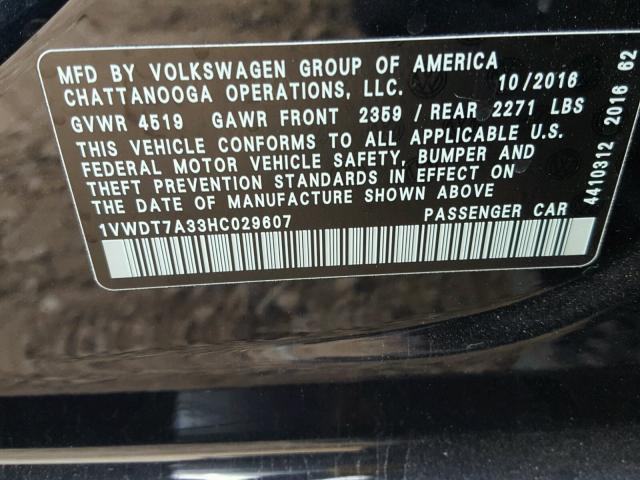 MFD BY VOLKSWAGEN GROUP OF AMERICA
CHATTANOOGA OPERATIONS, LLC. 10/2016
GVWR 4519 GAWR FRONT 2359 / REAR 2271 LBS
THIS VEHICLE CONFORMS TO ALL APPLICABLE U.S.
FEDERAL MOTOR VEHICLE SAFETY, BUMPER AND
THEFT PREVENTION STANDARDS IN EFFECT ON
THE DATE OF MANUFACTURE SHOWN ABOVE.
1VWDT7A33HC029607 PASSENGER CAR
4410312 2016 62